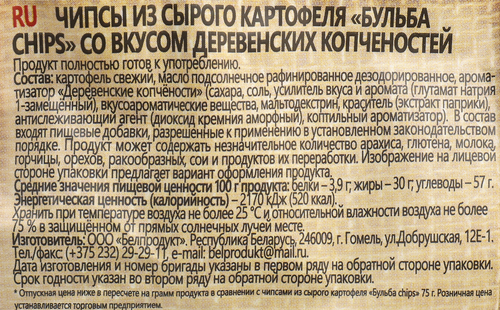 RU ЧИПСЫ ИЗ СЫРОГО КАРТОФЕЛЯ «БУЛЬБА
CHIPS» СО ВКУСОМ ДЕРЕВЕНСКИХ КОПЧЕНОСТЕЙ
Продукт полностью готов к употреблению.
Состав: картофель свежий, масло подсолнечное рафинированное дезодорированное, арома-
тизатор «Деревенские копчёности» (сахара, соль, усилитель вкуса и аромата (глутамат натрия
1-замещённый), вкусоароматические вещества, мальтодекстрин, краситель (экстракт паприки),
антислеживающий агент (диоксид кремния аморфный), коптильный ароматизатор). В состав
входят пищевые добавки, разрешенные к применению в установленном законодательством
порядке. Продукт может содержать незначительное количество арахиса, глютена, молока,
горчицы, орехов, ракообразных, сои и продуктов их переработки. Изображение на лицевой
стороне упаковки предлагает вариант оформления продукта.
Средние значения пищевой ценности 100 г продукта: белки – 3,9 г; жиры – 30 г; углеводы – 57 г.
Энергетическая ценность (калорийность) – 2170 кДж (520 ккал).
Хранить при температуре воздуха не более 25 °С и относительной влажности воздуха не более
75 % в защищённом от прямых солнечных лучей месте.
Изготовитель: ООО «Белпродукт». Республика Беларусь, 246009, г. Гомель, ул.Добрушская, 12Е-1.
Тел./факс: (+375 232) 29-29-11, e-mail: belprodukt@mail.ru.
Дата изготовления и номер бригады указаны в первом ряду на обратной стороне упаковки.
Срок годности указан во втором ряду на обратной стороне упаковки.
* Отпускная цена ниже в пересчете на грамм продукта в сравнении с чипсами из сырого картофеля «Бульба chips» 75 г. Розничная цена устанавливается
торговым предприятием.